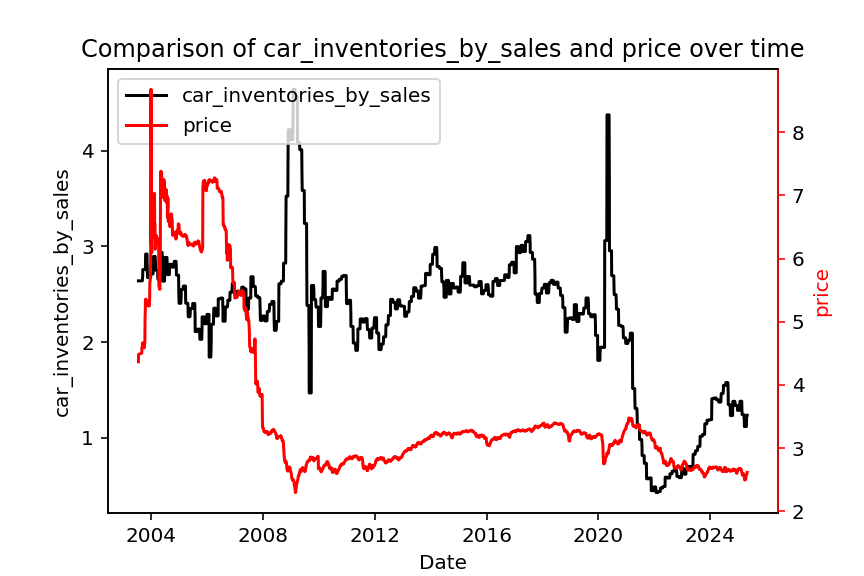 Comparison of car_inventories_by_sales and price over time
car_inventories_by_sales
price
4
3
2
1
car_inventories_by_sales
8
7
6
5
4
3
2
price
2004 2008 2012 2016 2020 2024
Date